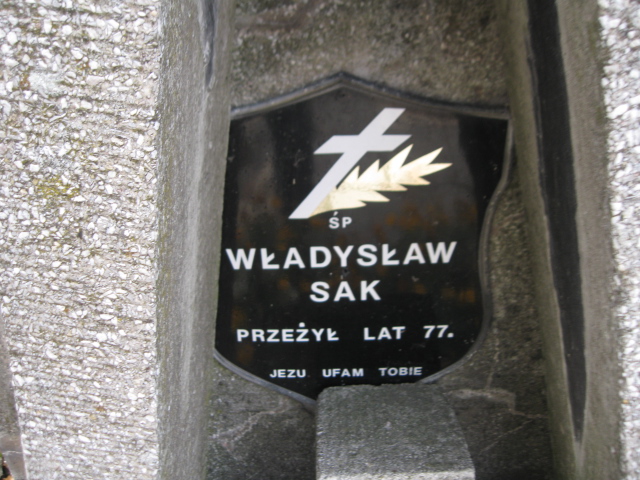 ŚP
WŁADYSŁAW
SAK
PRZEŻYŁ LAT 77.
JEZU UFAM TOBIE